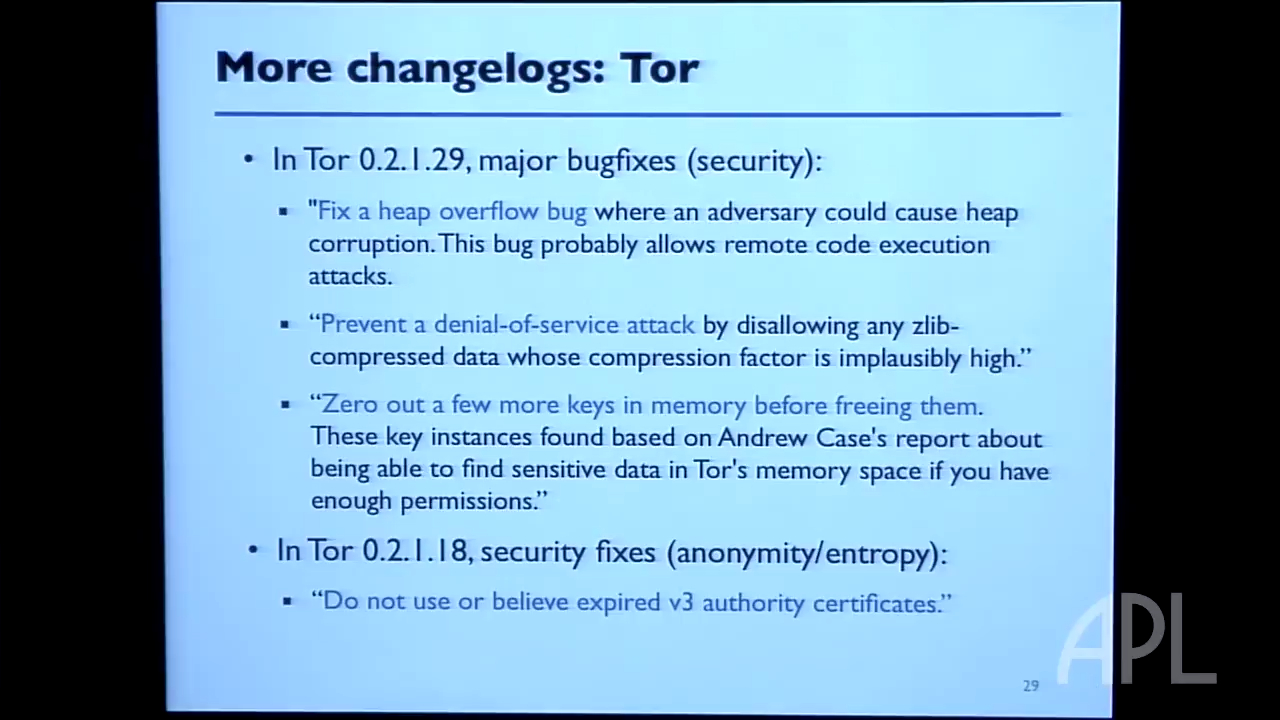 More changelogs: Tor
• In Tor 0.2.1.29, major bugfixes (security):
▪ "Fix a heap overflow bug where an adversary could cause heap
corruption. This bug probably allows remote code execution
attacks.
▪ “Prevent a denial-of-service attack by disallowing any zlib-
compressed data whose compression factor is implausibly high.”
▪ “Zero out a few more keys in memory before freeing them.
These key instances found based on Andrew Case's report about
being able to find sensitive data in Tor's memory space if you have
enough permissions.”
• In Tor 0.2.1.18, security fixes (anonymity/entropy):
▪ “Do not use or believe expired v3 authority certificates.”
29
APL